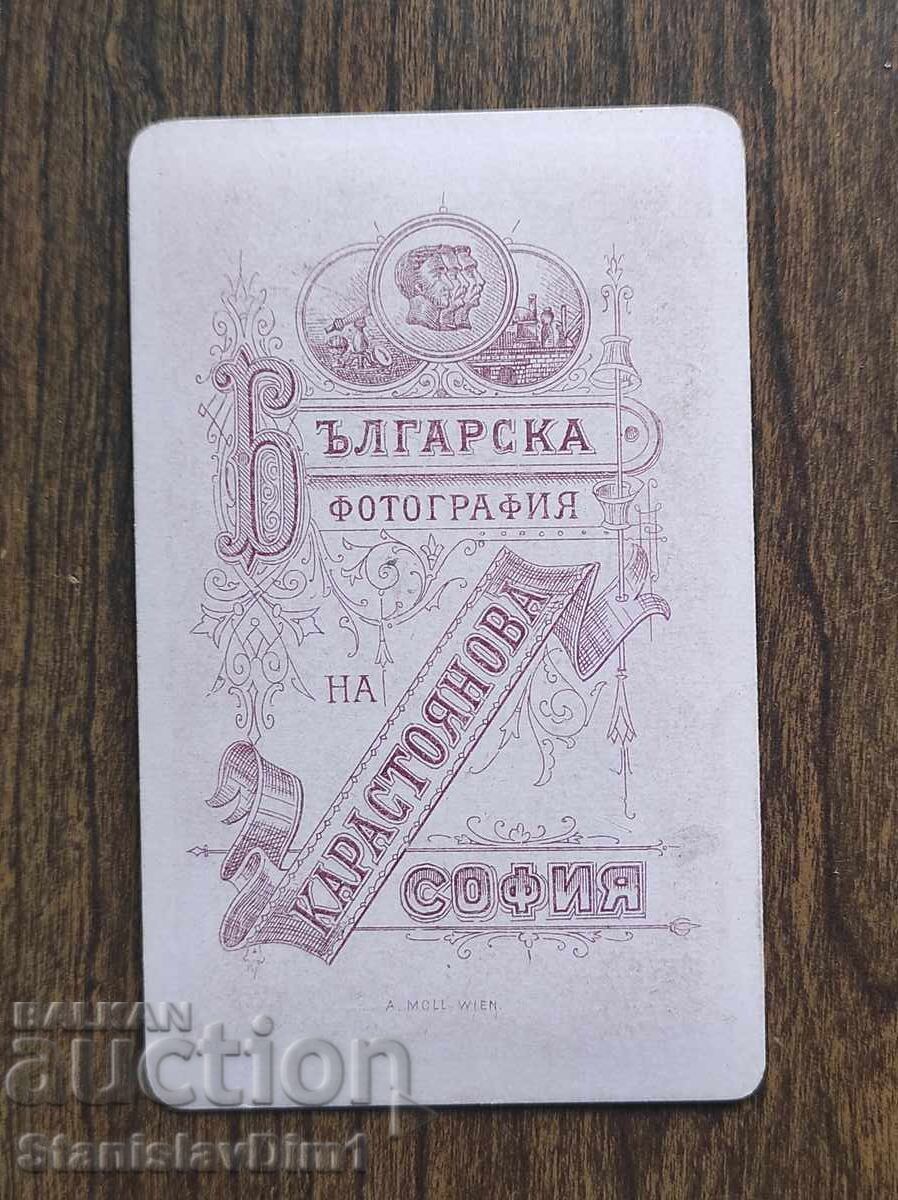 БЪЛГАРСКА
ФОТОГРАФИЯ
НА
КАРАСТОЯНОВА
СОФИЯ
A. MOLL WIEN.
BALKAN
auction
StanislavDim1